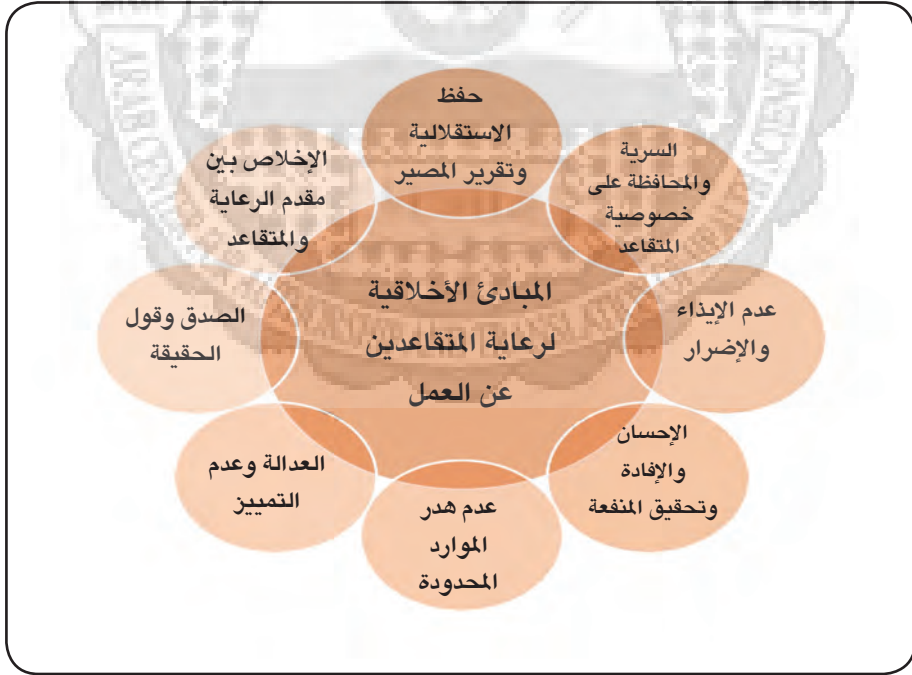 المبادئ الأخلاقية
لرعاية المتقاعدين
عن العمل
حفظ
الاستقلالية
وتقرير المصير
السرية
والمحافظة على
خصوصية
المتقاعد
عدم الإيذاء
والإضرار
الإحسان
والإفادة
وتحقيق المنفعة
عدم هدر
الموارد
المحدودة
العدالة وعدم
التمييز
الصدق وقول
الحقيقة
الإخلاص بين
مقدم الرعاية
والمتقاعد